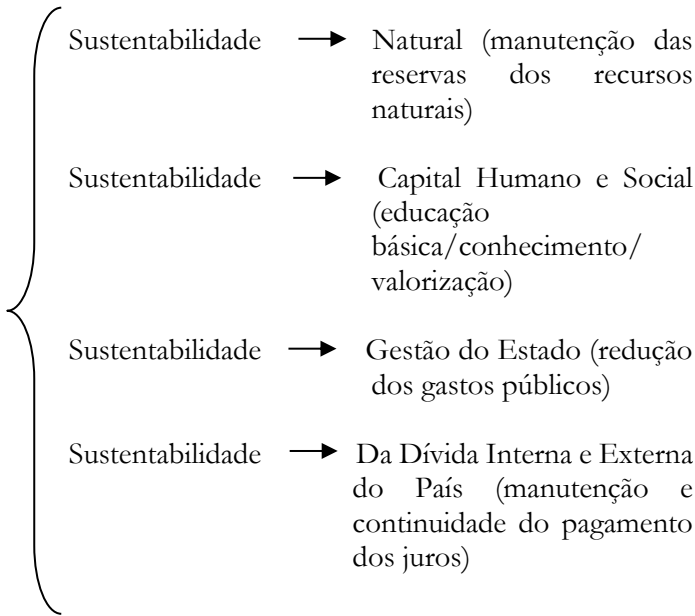 Sustentabilidade → Natural (manutenção das
reservas dos recursos
naturais)
Sustentabilidade → Capital Humano e Social
(educação
básica/conhecimento/
valorização)
Sustentabilidade → Gestão do Estado (redução
dos gastos públicos)
Sustentabilidade → Da Dívida Interna e Externa
do País (manutenção e
continuidade do pagamento
dos juros)